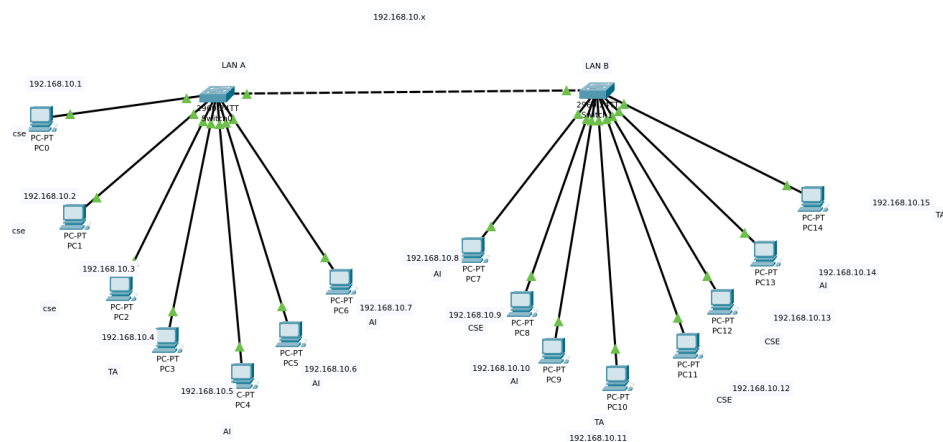 192.168.10.x
LAN A
LAN B
192.168.10.1
cse
PC-PT
PC0
Switch0
192.168.10.2
cse
PC-PT
PC1
192.168.10.3
cse
PC-PT
PC2
192.168.10.4
TA
PC-PT
PC3
192.168.10.5
C-PT
PC4
AI
PC-PT
PC5
192.168.10.6
AI
PC-PT
PC6
192.168.10.7
AI
192.168.10.8
AI
PC-PT
PC7
192.168.10.9
CSE
PC-PT
PC8
192.168.10.10
AI
PC-PT
PC9
PC-PT
PC10
TA
192.168.10.11
PC-PT
PC11
192.168.10.12
CSE
PC-PT
PC12
192.168.10.13
CSE
PC-PT
PC13
192.168.10.14
AI
PC-PT
PC14
192.168.10.15
TA